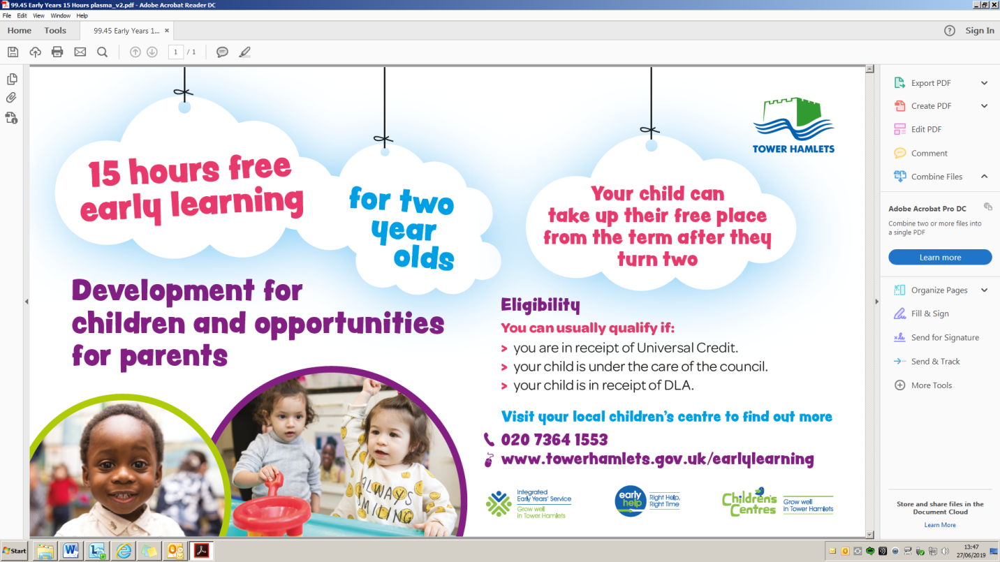 99.45 Early Years 15 Hours plasma_v2.pdf - Adobe Acrobat Reader DC
File Edit View Window Help
Home Tools 99.45 Early Years 1... × Sign In
1 / 1
15 hours free
early learning
for two
year
olds
Your child can
take up their free place
from the term after they
turn two
TOWER HAMLETS
Development for
children and opportunities
for parents
Eligibility
You can usually qualify if:
> you are in receipt of Universal Credit.
> your child is under the care of the council.
> your child is in receipt of DLA.
Visit your local children's centre to find out more
020 7364 1553
www.towerhamlets.gov.uk/earlylearning
ALWAYS
SMILING
Integrated
Early Years' Service
Grow well
in Tower Hamlets
early
help
Right Help,
Right Time
Children's
Centres
Grow well
in Tower Hamlets
Export PDF
Create PDF
Edit PDF
Comment
Combine Files
Adobe Acrobat Pro DC
Combine two or more files into
a single PDF
Learn more
Organize Pages
Fill & Sign
Send for Signature
Send & Track
More Tools
Store and share files in the
Document Cloud
Learn More
Start
13:47
27/06/2019